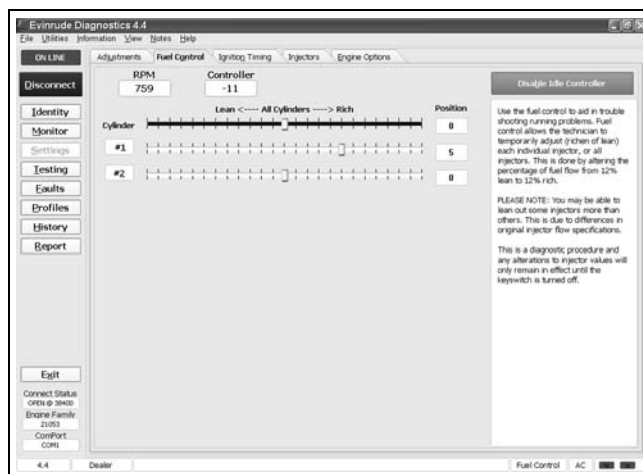 Evinrude Diagnostics 4.4
File Utilities Information View Notes Help
ON LINE
Adjustments Fuel Control Ignition Timing Injectors Engine Options
Disconnect
RPM Controller
759 -11
Disable Idle Controller
Identity
Monitor
Settings
Testing
Faults
Profiles
History
Report
Lean <---- All Cylinders ----> Rich Position
Cylinder 0
#1 5
#2 0
Use the fuel control to aid in trouble
shooting running problems. Fuel
control allows the technician to
temporarily adjust (richen of lean)
each individual injector, or all
injectors. This is done by altering the
percentage of fuel flow from 12%
lean to 12% rich.
PLEASE NOTE: You may be able to
lean out some injectors more than
others. This is due to differences in
original injector flow specifications.
This is a diagnostic procedure and
any alterations to injector values will
only remain in effect until the
keyswitch is turned off.
Exit
Connect Status
OPEN @ 38400
Engine Family
21053
ComPort
COM1
4.4 Dealer Fuel Control AC